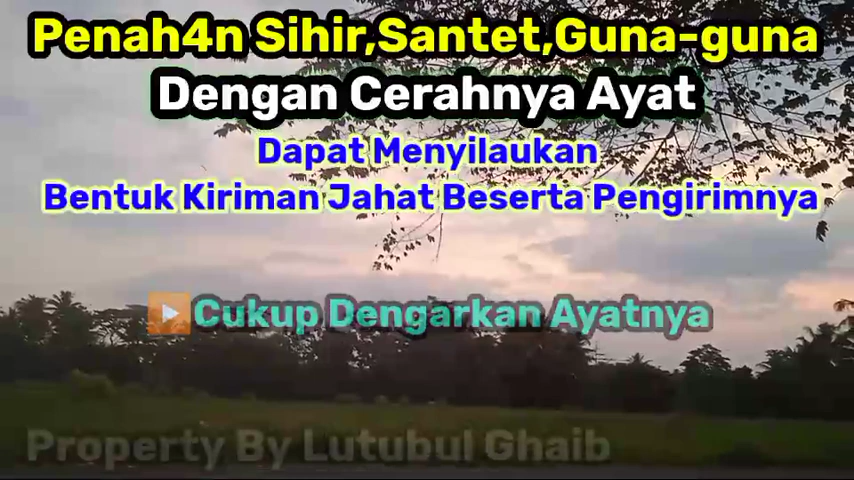 Penah4n Sihir,Santet,Guna-guna
Dengan Cerahnya Ayat
Dapat Menyilaukan
Bentuk Kiriman Jahat Beserta Pengirimnya
▶️Cukup Dengarkan Ayatnya
Property By Lutubul Ghaib